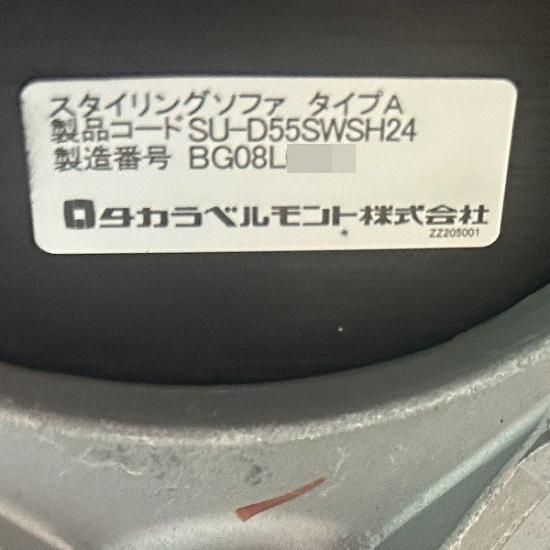 スタイリングソファ タイプA
製品コード SU-D55SWSH24
製造番号 BG08L
タカラベルモント株式会社
ZZ205001